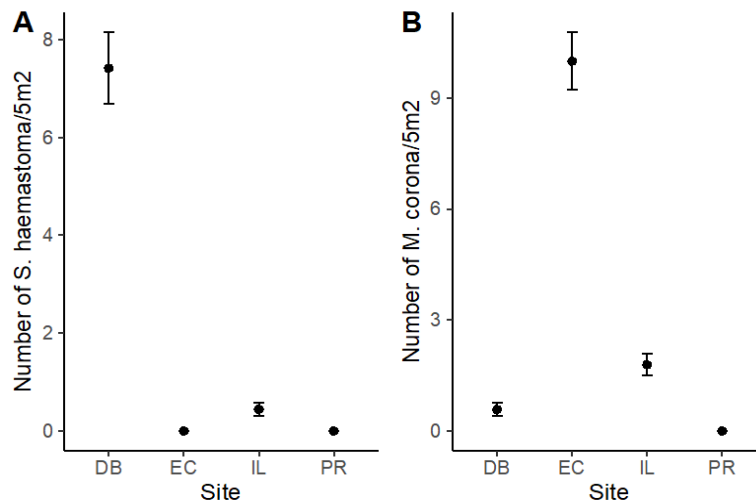 A
Number of S. haemastoma/5m2
8
6
4
2
0
DB EC IL PR
Site
B
Number of M. corona/5m2
9
6
3
0
DB EC IL PR
Site